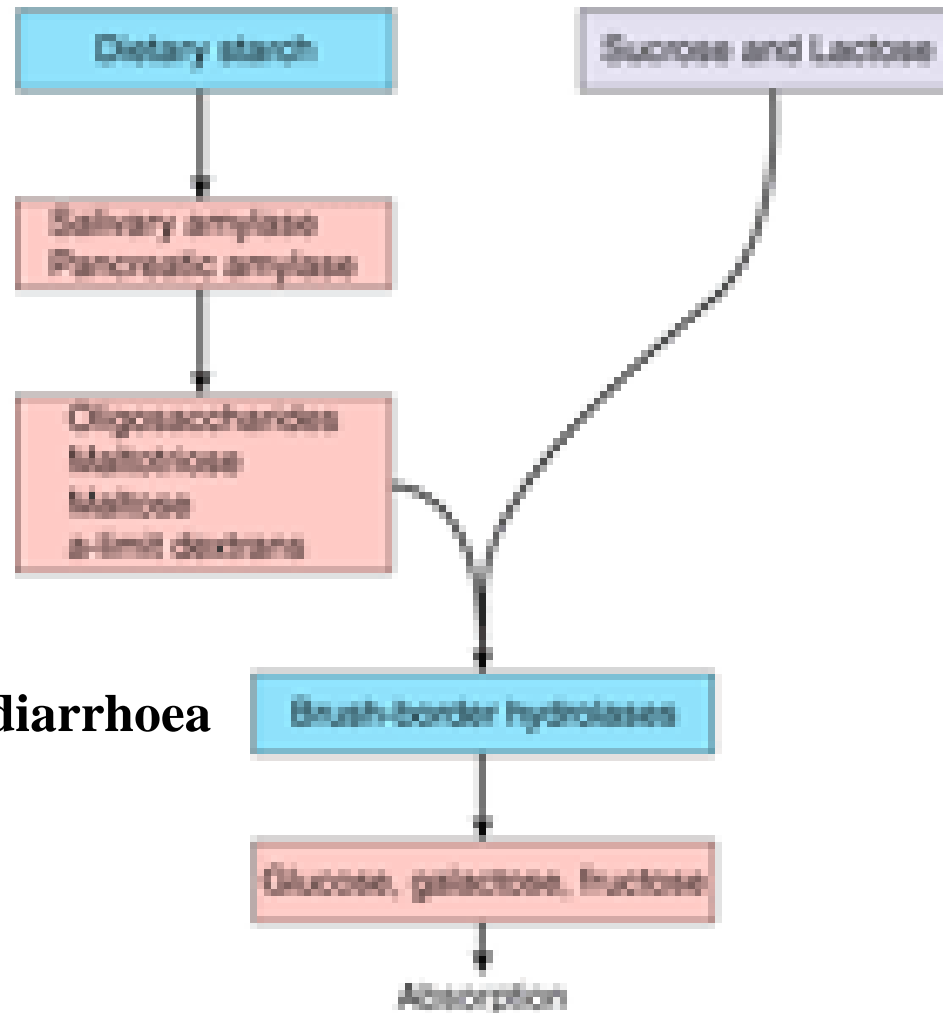 Dietary starch
Sucrose and Lactose
Salivary amylase
Pancreatic amylase
Oligosaccharides
Maltotriose
Maltose
a-limit dextrans
diarrhoea
Brush-border hydrolases
Glucose, galactose, fructose
Absorption